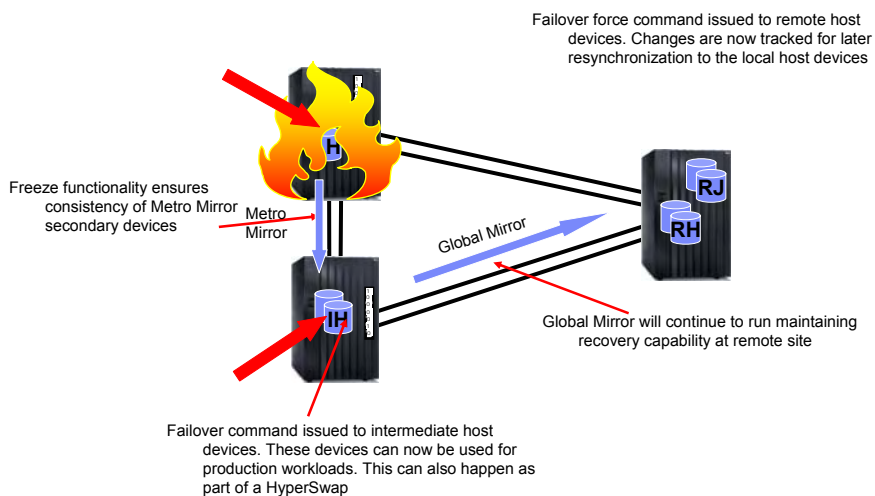 Failover force command issued to remote host
devices. Changes are now tracked for later
resynchronization to the local host devices
H
Freeze functionality ensures
consistency of Metro Mirror
secondary devices
Metro
Mirror
Global Mirror
RJ
RH
IH
Global Mirror will continue to run maintaining
recovery capability at remote site
Failover command issued to intermediate host
devices. These devices can now be used for
production workloads. This can also happen as
part of a HyperSwap